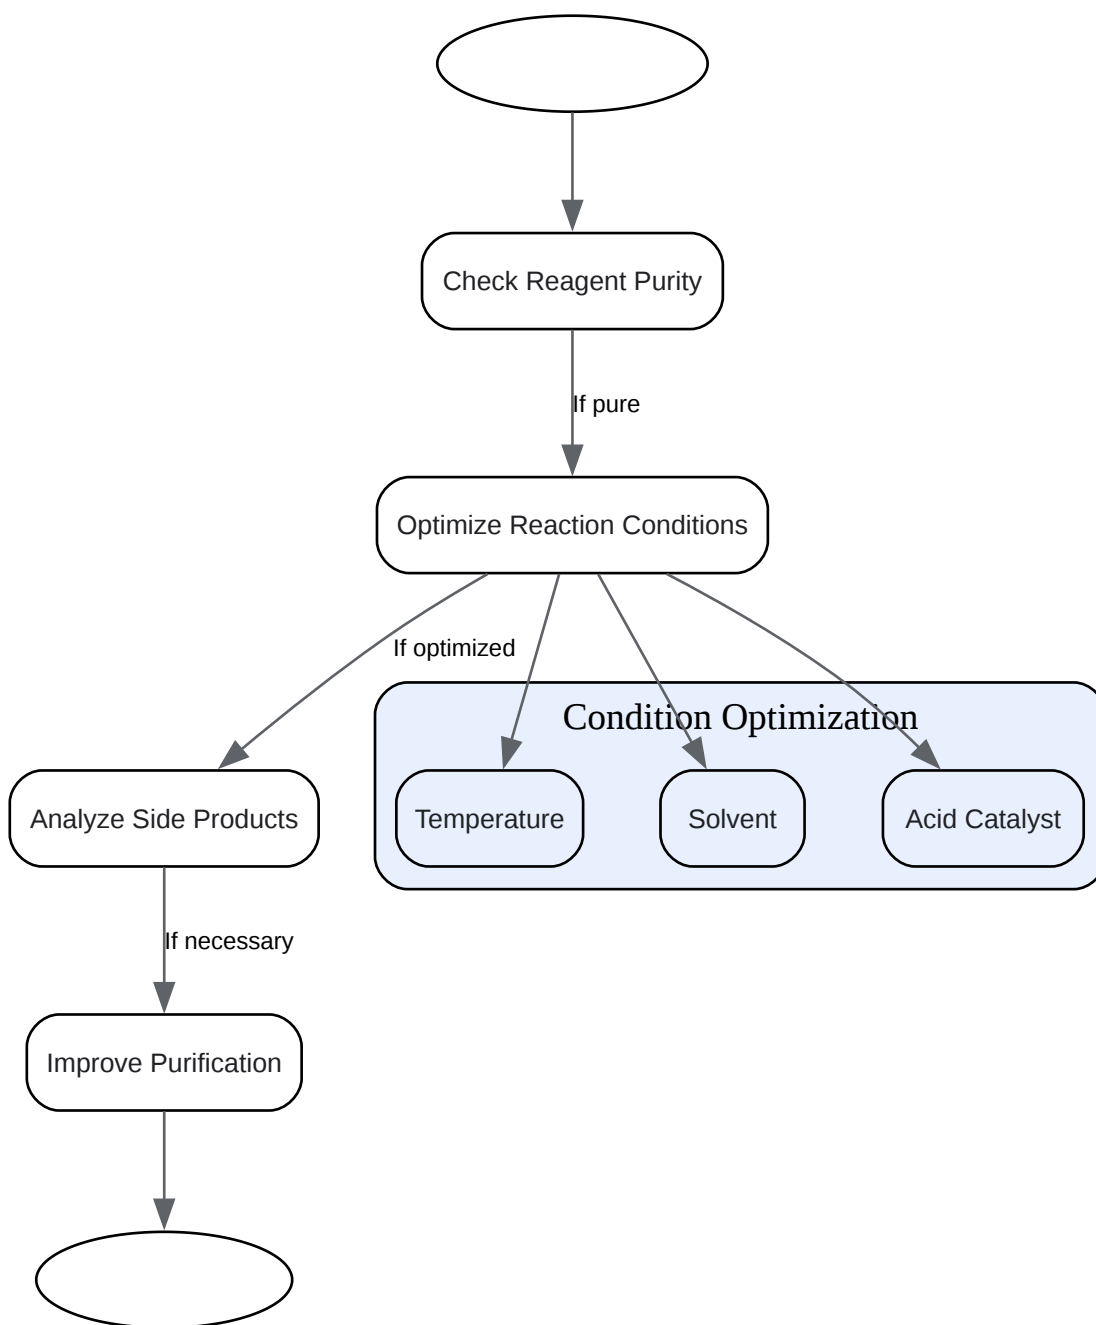 Check Reagent Purity
If pure
Optimize Reaction Conditions
If optimized
Condition Optimization
Analyze Side Products
Temperature
Solvent
Acid Catalyst
If necessary
Improve Purification